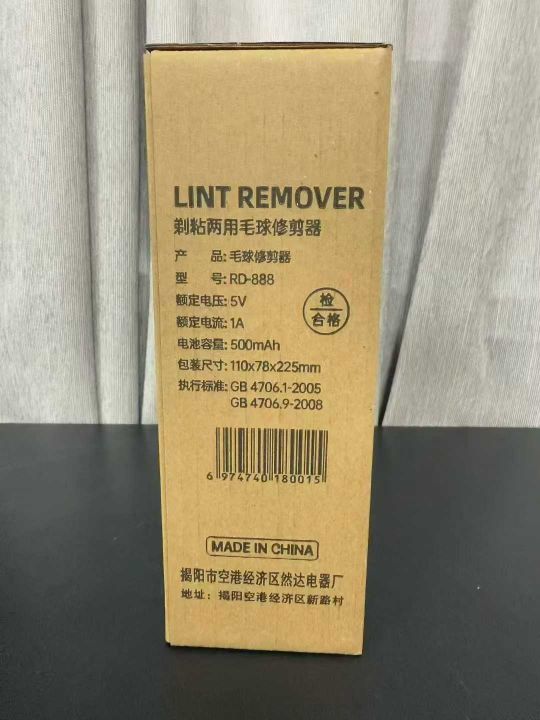 LINT REMOVER
剃粘两用毛球修剪器
产 品: 毛球修剪器
型 号: RD-888
额定电压: 5V
额定电流: 1A
检
合格
电池容量: 500mAh
包装尺寸: 110x78x225mm
执行标准: GB 4706.1-2005
GB 4706.9-2008
6 974740 180015
MADE IN CHINA
揭阳市空港经济区然达电器厂
地址: 揭阳空港经济区新路村